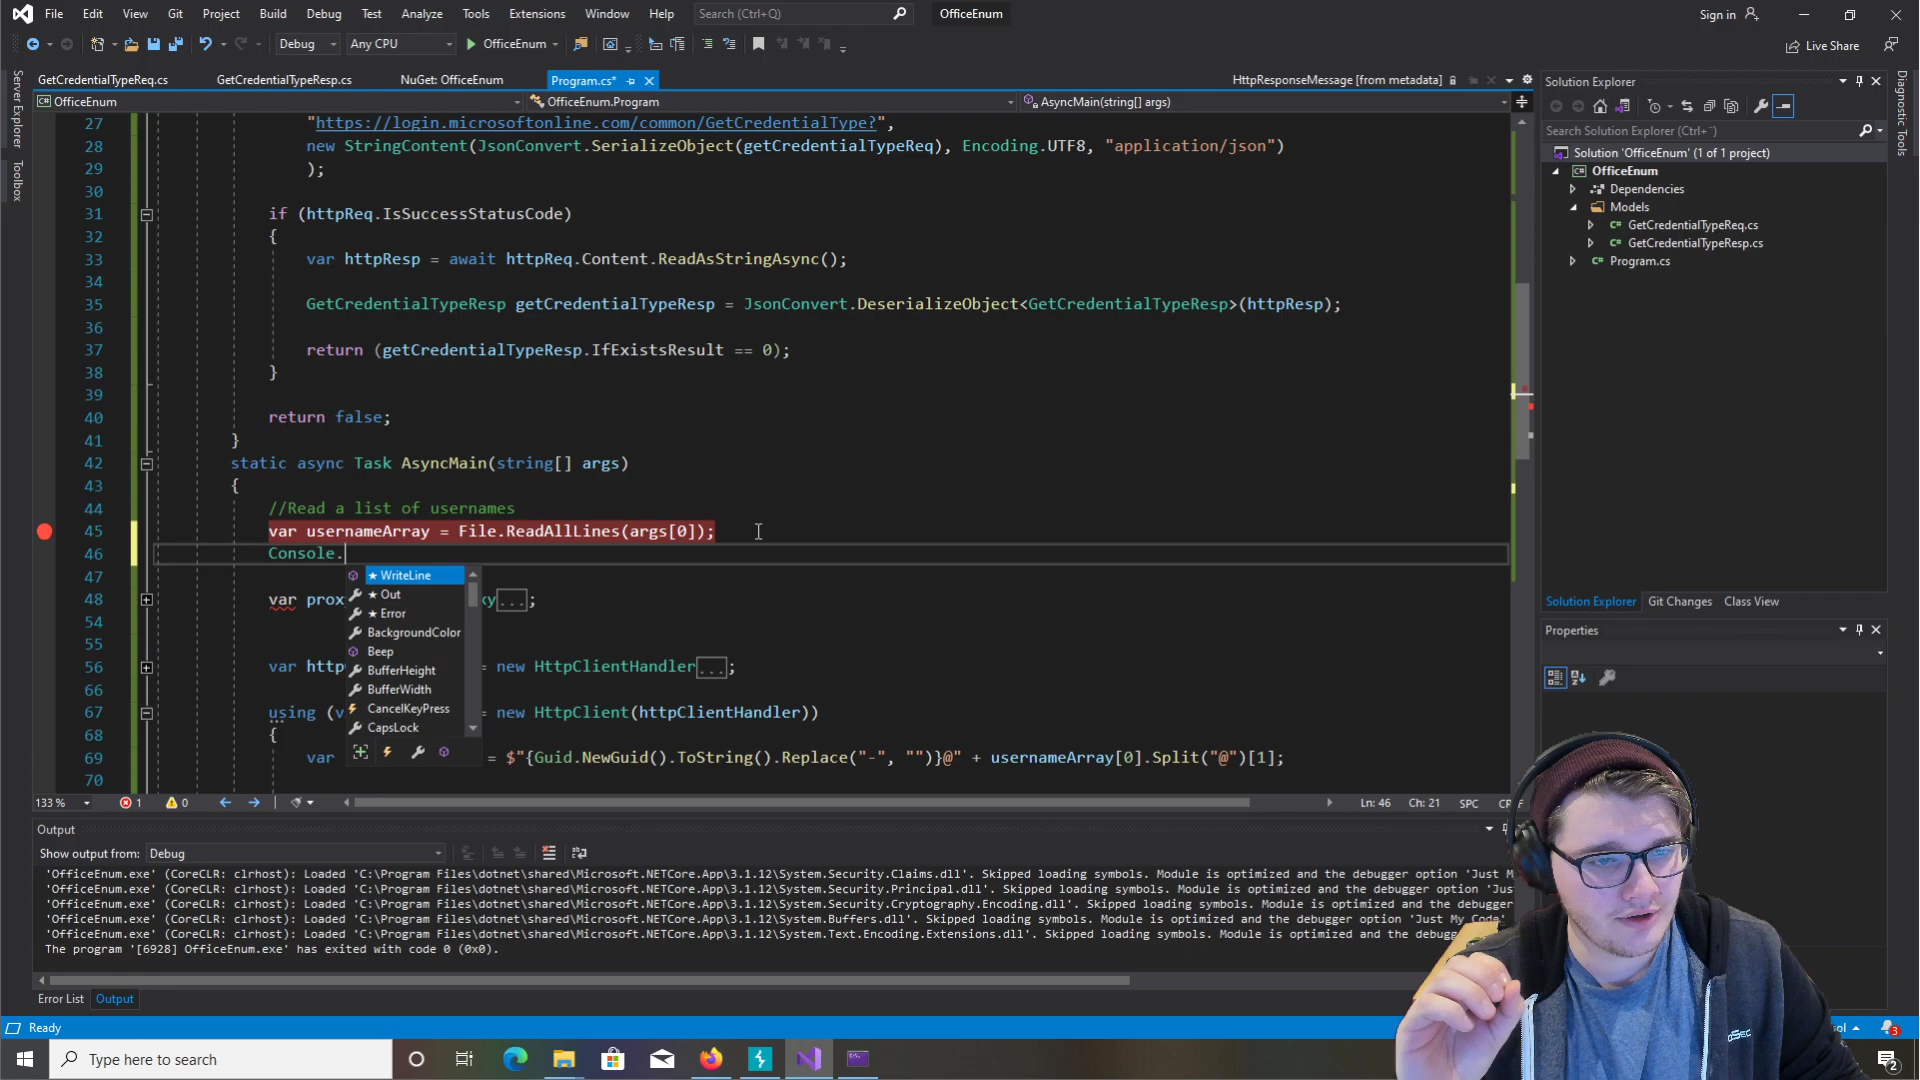 File Edit View Git Project Build Debug Test Analyze Tools Extensions Window Help Search (Ctrl+Q) OfficeEnum Sign in
Debug Any CPU OfficeEnum Live Share
GetCredentialTypeReq.cs GetCredentialTypeResp.cs NuGet: OfficeEnum Program.cs* HttpResponseMessage [from metadata]
OfficeEnum OfficeEnum.Program AsyncMain(string[] args)
27 "https://login.microsoftonline.com/common/GetCredentialType?",
28 new StringContent(JsonConvert.SerializeObject(getCredentialTypeReq), Encoding.UTF8, "application/json")
29 );
30
31 if (httpReq.IsSuccessStatusCode)
32 {
33 var httpResp = await httpReq.Content.ReadAsStringAsync();
34
35 GetCredentialTypeResp getCredentialTypeResp = JsonConvert.DeserializeObject<GetCredentialTypeResp>(httpResp);
36
37 return (getCredentialTypeResp.IfExistsResult == 0);
38 }
39
40 return false;
41 }
42 static async Task AsyncMain(string[] args)
43 {
44 //Read a list of usernames
45 var usernameArray = File.ReadAllLines(args[0]);
46 Console.
47
48 var prox xy...;
54
55
56 var http = new HttpClientHandler...;
66
67 using (v = new HttpClient(httpClientHandler))
68 {
69 var = $"{Guid.NewGuid().ToString().Replace("-", "")}@" + usernameArray[0].Split("@")[1];
70
★ WriteLine
★ Out
★ Error
BackgroundColor
Beep
BufferHeight
BufferWidth
CancelKeyPress
CapsLock
133 % 1 0 Ln: 46 Ch: 21 SPC
Output
Show output from: Debug
'OfficeEnum.exe' (CoreCLR: clrhost): Loaded 'C:\Program Files\dotnet\shared\Microsoft.NETCore.App\3.1.12\System.Security.Claims.dll'. Skipped loading symbols. Module is optimized and the debugger option 'Just M
'OfficeEnum.exe' (CoreCLR: clrhost): Loaded 'C:\Program Files\dotnet\shared\Microsoft.NETCore.App\3.1.12\System.Security.Principal.dll'. Skipped loading symbols. Module is optimized and the debugger option 'Jus
'OfficeEnum.exe' (CoreCLR: clrhost): Loaded 'C:\Program Files\dotnet\shared\Microsoft.NETCore.App\3.1.12\System.Security.Cryptography.Encoding.dll'. Skipped loading symbols. Module is optimized and the debugger
'OfficeEnum.exe' (CoreCLR: clrhost): Loaded 'C:\Program Files\dotnet\shared\Microsoft.NETCore.App\3.1.12\System.Buffers.dll'. Skipped loading symbols. Module is optimized and the debugger option 'Just My Code'
'OfficeEnum.exe' (CoreCLR: clrhost): Loaded 'C:\Program Files\dotnet\shared\Microsoft.NETCore.App\3.1.12\System.Text.Encoding.Extensions.dll'. Skipped loading symbols. Module is optimized and the debug
The program '[6928] OfficeEnum.exe' has exited with code 0 (0x0).
Error List Output
Ready
Type here to search
Server Explorer
Toolbox
Solution Explorer
Search Solution Explorer (Ctrl+¨)
Solution 'OfficeEnum' (1 of 1 project)
OfficeEnum
Dependencies
Models
GetCredentialTypeReq.cs
GetCredentialTypeResp.cs
Program.cs
Solution Explorer Git Changes Class View
Properties
Diagnostic Tools
3
2